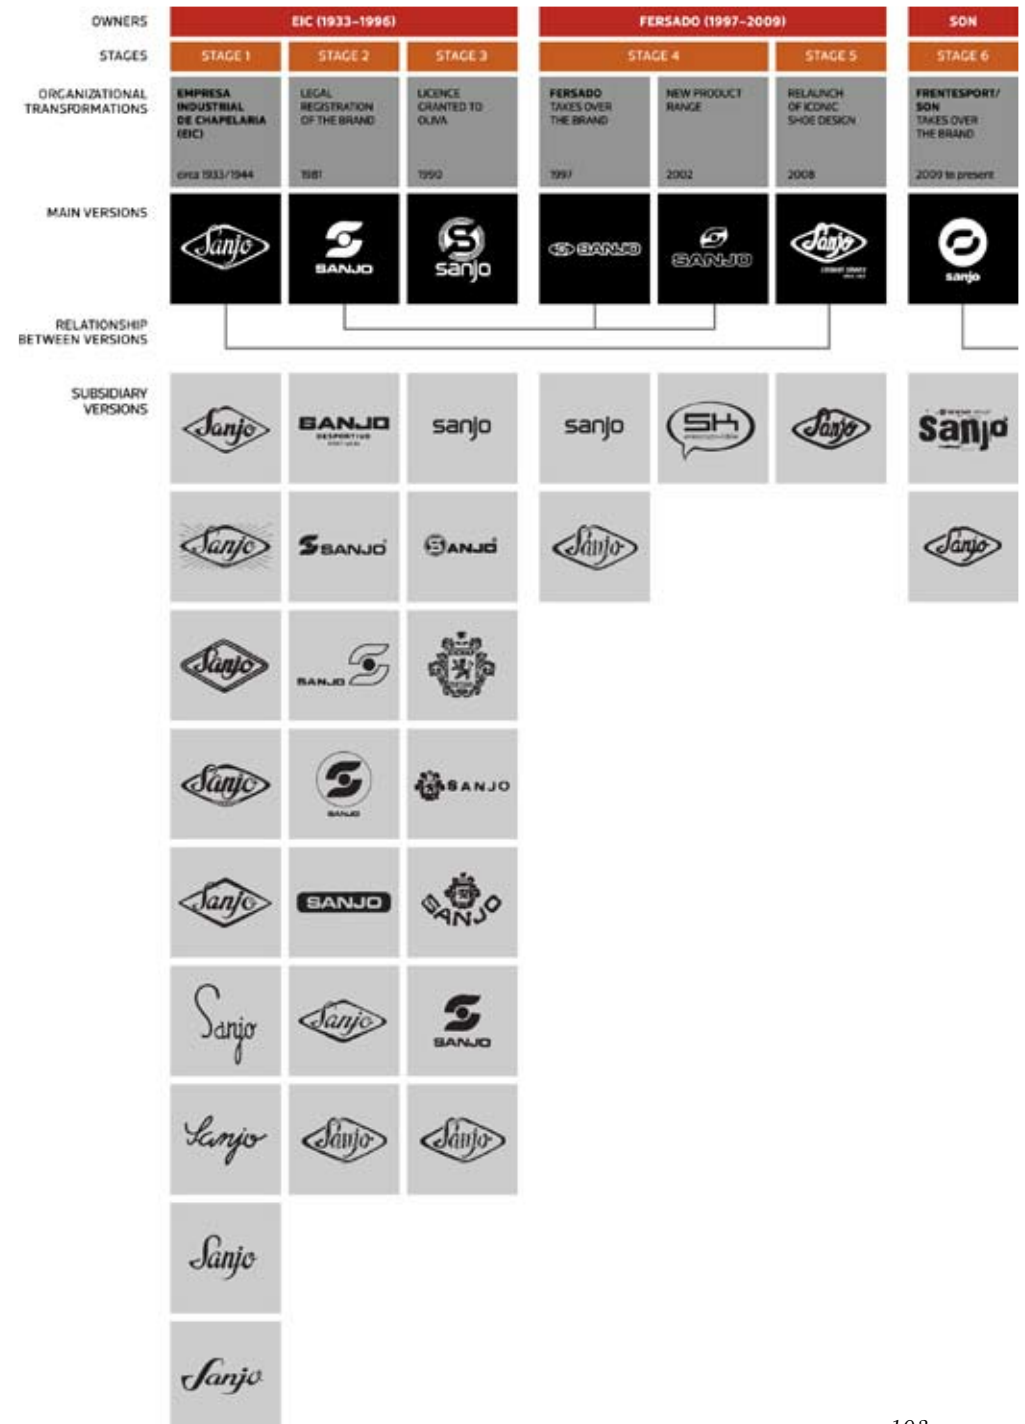 OWNERS
EIC (1933–1996)
FERSADO (1997–2009)
SON
STAGES
STAGE 1
STAGE 2
STAGE 3
STAGE 4
STAGE 5
STAGE 6
ORGANIZATIONAL
TRANSFORMATIONS
EMPRESA
INDUSTRIAL
DE CHAPELARIA
(EIC)
circa 1933/1944
LEGAL
REGISTRATION
OF THE BRAND
1981
LICENCE
GRANTED TO
OLIVA
1990
FERSADO
TAKES OVER
THE BRAND
1997
NEW PRODUCT
RANGE
2002
RELAUNCH
OF ICONIC
SHOE DESIGN
2008
FRENTESPORT/
SON
TAKES OVER
THE BRAND
2009 to present
MAIN VERSIONS
Sanjo
SANJO
sanjo
SANJO
SANJO
Sanjo
sanjo
RELATIONSHIP
BETWEEN VERSIONS
SUBSIDIARY
VERSIONS
Sanjo
SANJO
DESPORTIVO
sanjo
sanjo
SK
Sanjo
sanjo
Sanjo
SSANJO
SANJO
Sanjo
Sanjo
Sanjo
SANJO
Sanjo
SANJO
SANJO
Sanjo
SANJO
SANJO
Sanjo
Sanjo
SANJO
Sanjo
Sanjo
Sanjo
Sanjo
Sanjo